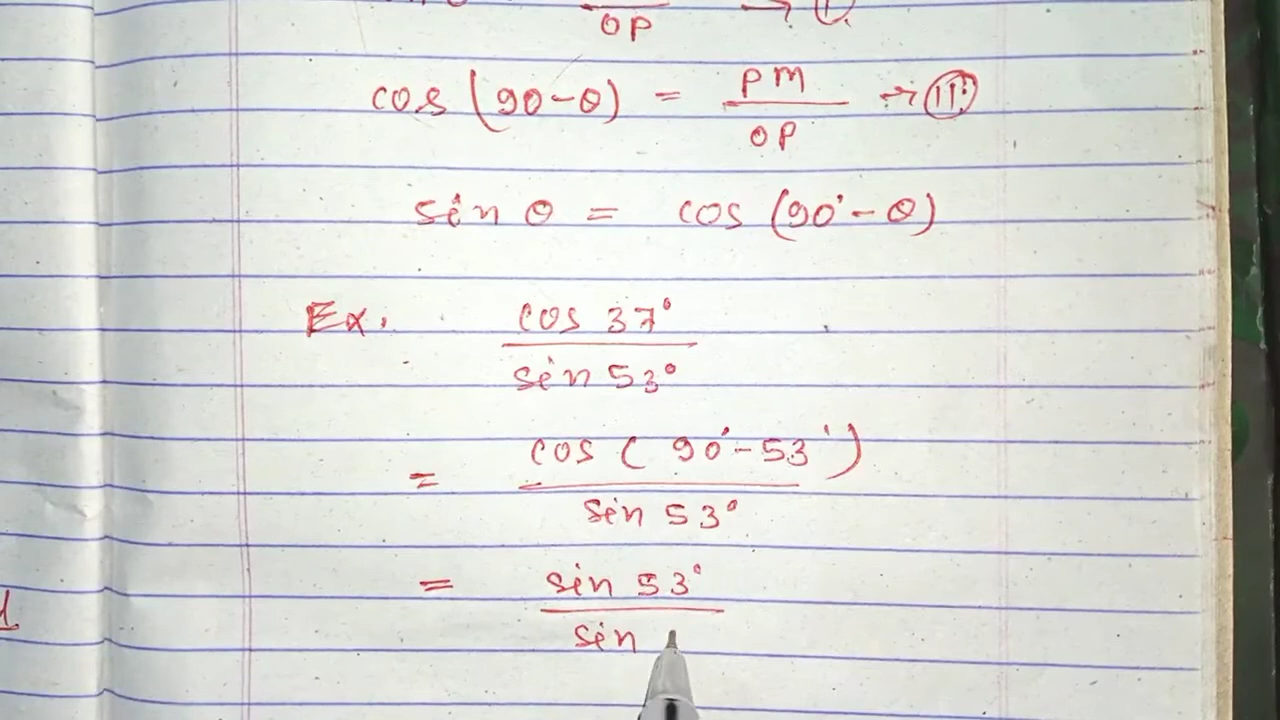 OP → (i)
cos (90-θ) = PM / OP → (ii)
sin θ = cos (90°-θ)
Ex. cos 37° / sin 53°
= cos (90°-53°) / sin 53°
= sin 53° / sin